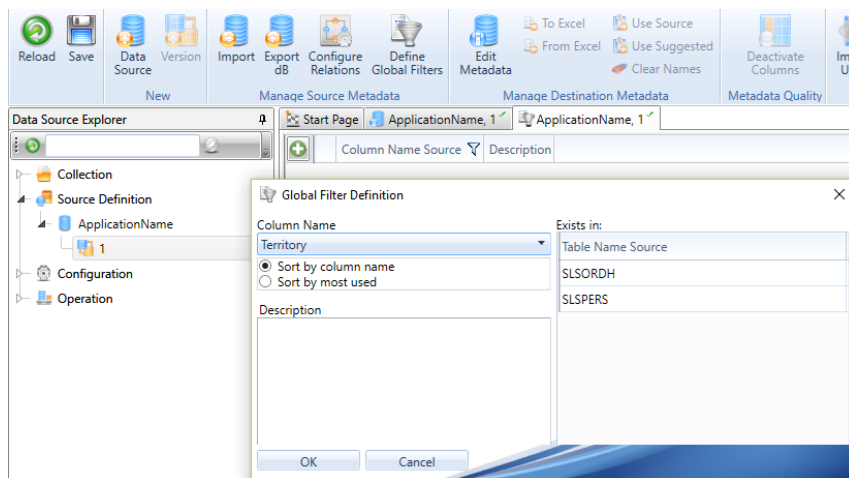 To Excel
Use Source
From Excel
Use Suggested
Clear Names
Reload
Save
Data Source
Version
Import
Export dB
Configure Relations
Define Global Filters
Edit Metadata
Deactivate Columns
New
Manage Source Metadata
Manage Destination Metadata
Metadata Quality
Data Source Explorer
Start Page
ApplicationName, 1
ApplicationName, 1
Column Name Source
Description
Collection
Source Definition
ApplicationName
1
Configuration
Operation
Global Filter Definition
Column Name
Exists in:
Territory
Table Name Source
Sort by column name
SLSORDH
Sort by most used
SLSPERS
Description
OK
Cancel